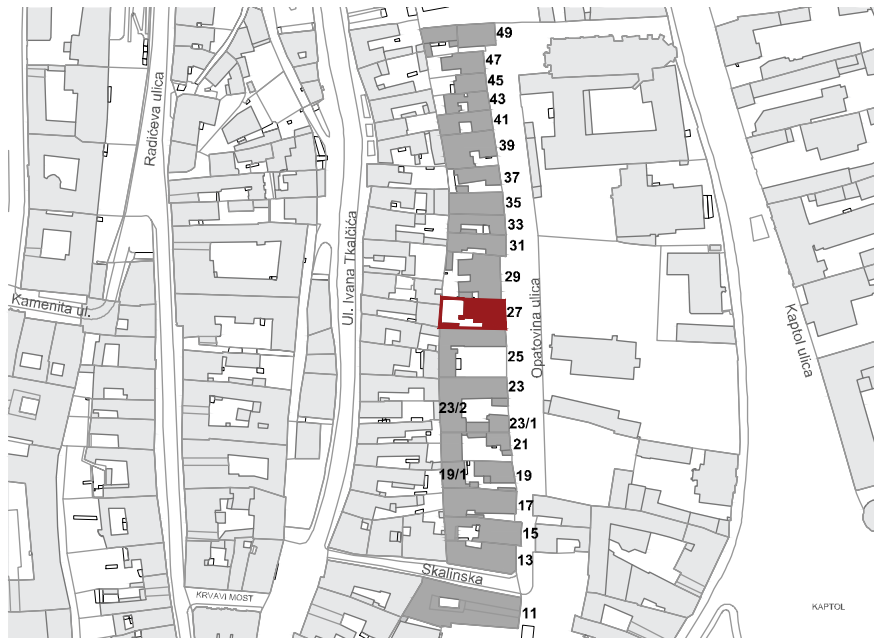 49
47
45
43
41
39
37
35
33
31
29
27
25
23
23/2
23/1
21
19/1
19
17
15
13
11
Radićeva ulica
Ul. Ivana Tkalčića
Kamenita ul.
Opatovina ulica
Kaptol ulica
Skalinska
KRVAVI MOST
KAPTOL